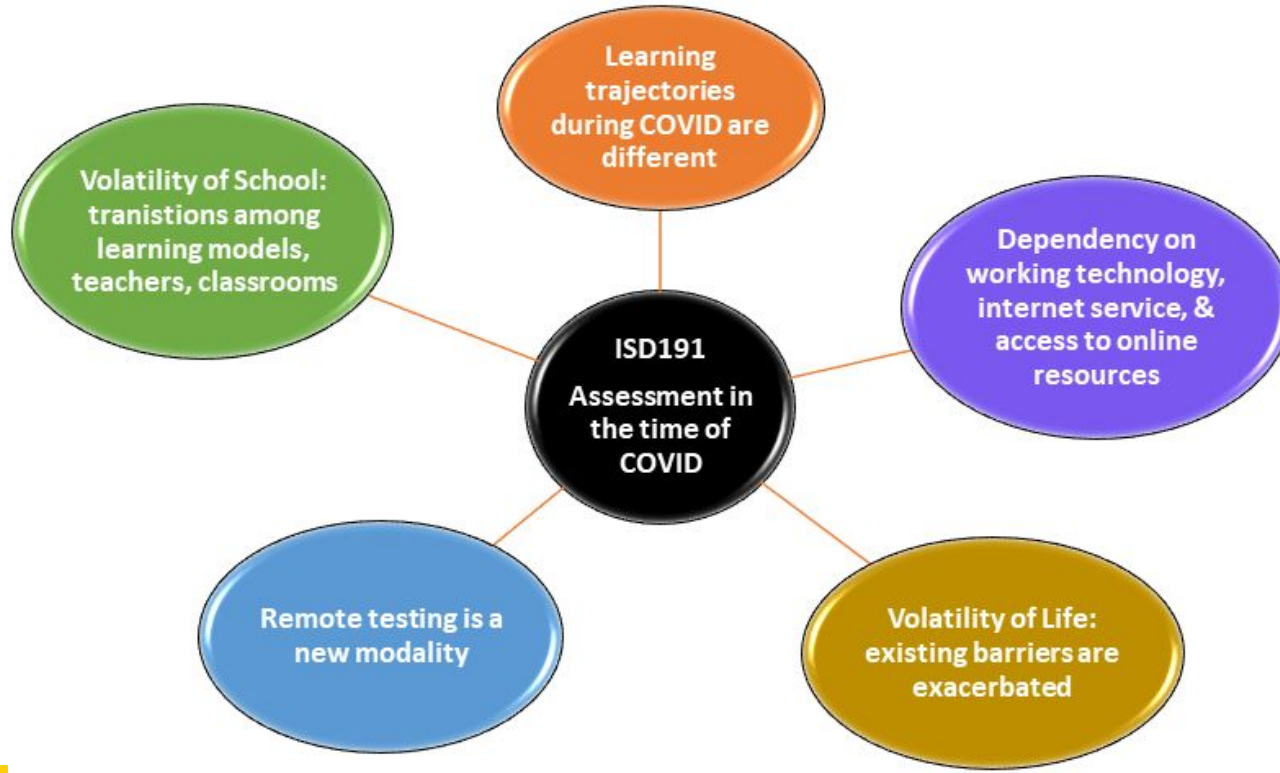 Learning
trajectories
during COVID are
different
Volatility of School:
tranistions among
learning models,
teachers, classrooms
Dependency on
working technology,
internet service, &
access to online
resources
ISD191
Assessment in
the time of
COVID
Remote testing is a
new modality
Volatility of Life:
existing barriers are
exacerbated